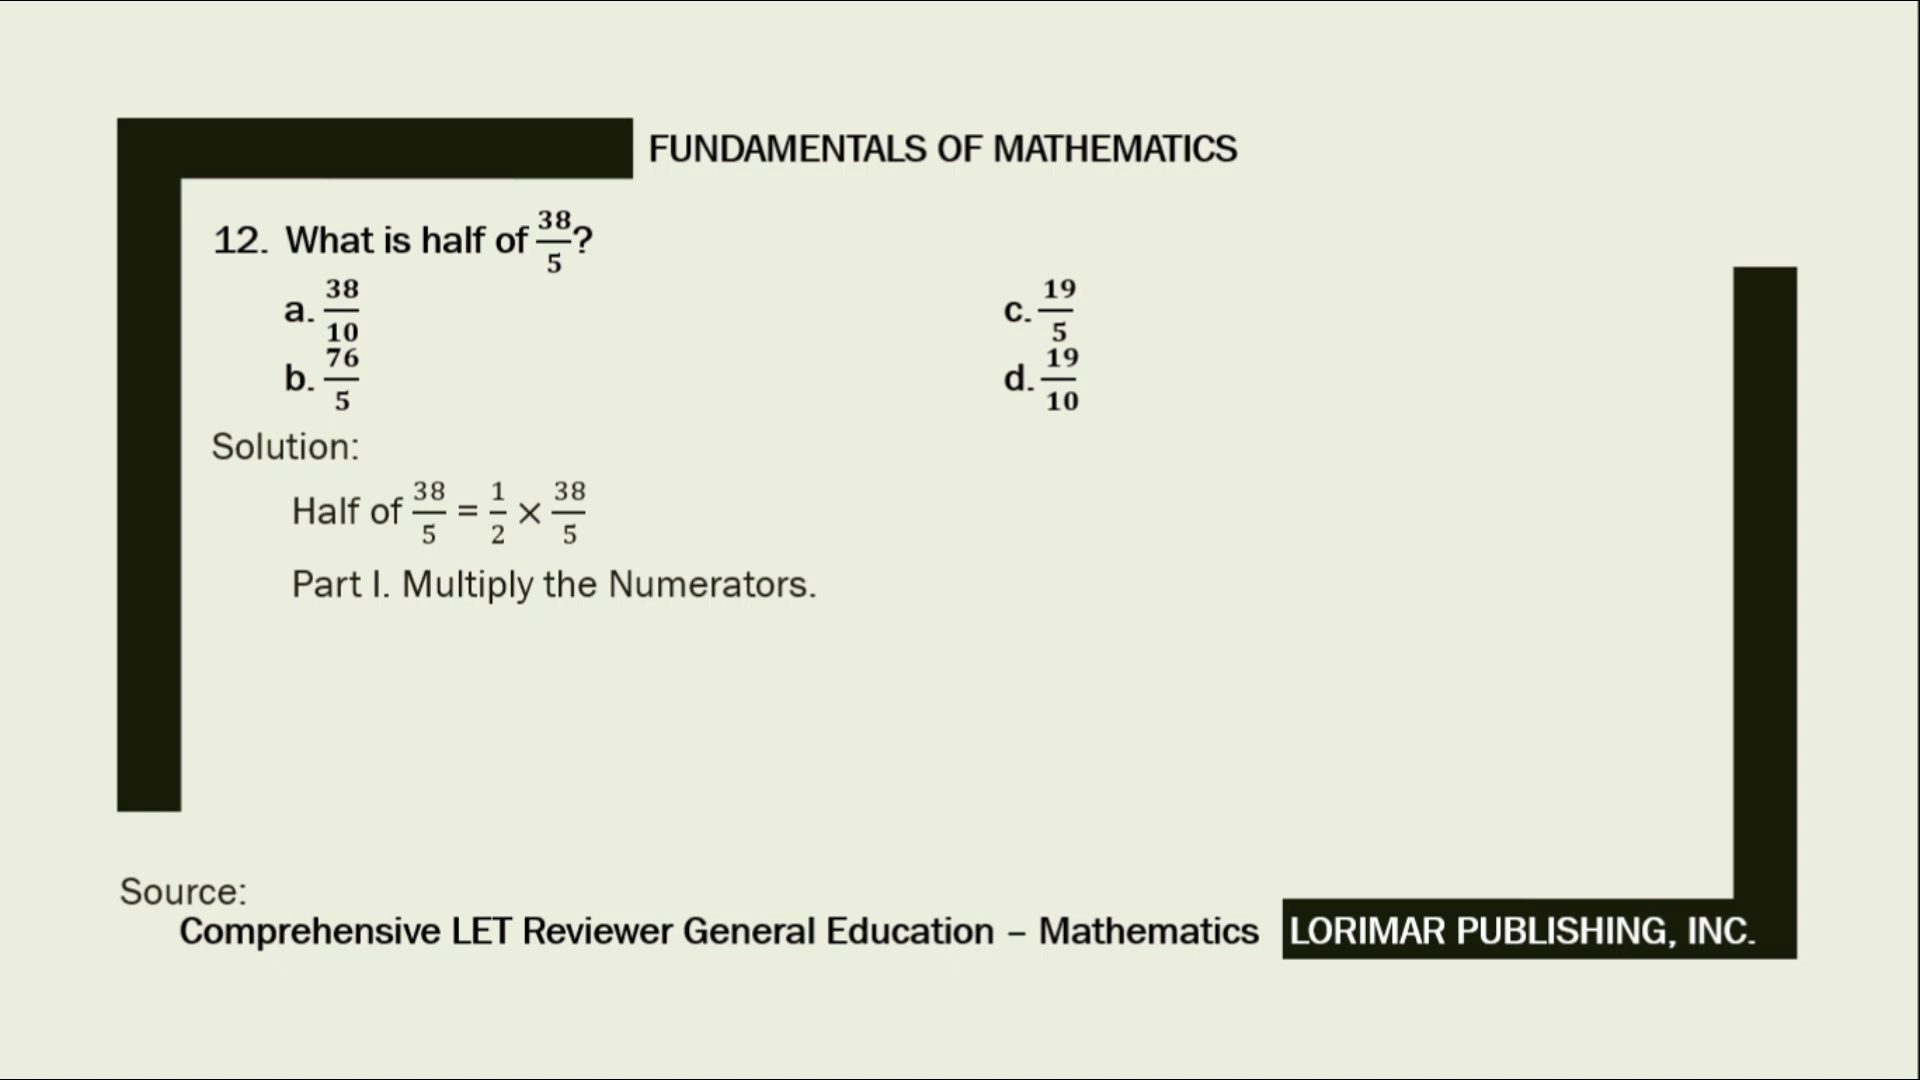 FUNDAMENTALS OF MATHEMATICS
12. What is half of 38/5?
a. 38/10
c. 19/5
b. 76/5
d. 19/10
Solution:
Half of 38/5 = 1/2 × 38/5
Part I. Multiply the Numerators.
Source:
Comprehensive LET Reviewer General Education – Mathematics LORIMAR PUBLISHING, INC.